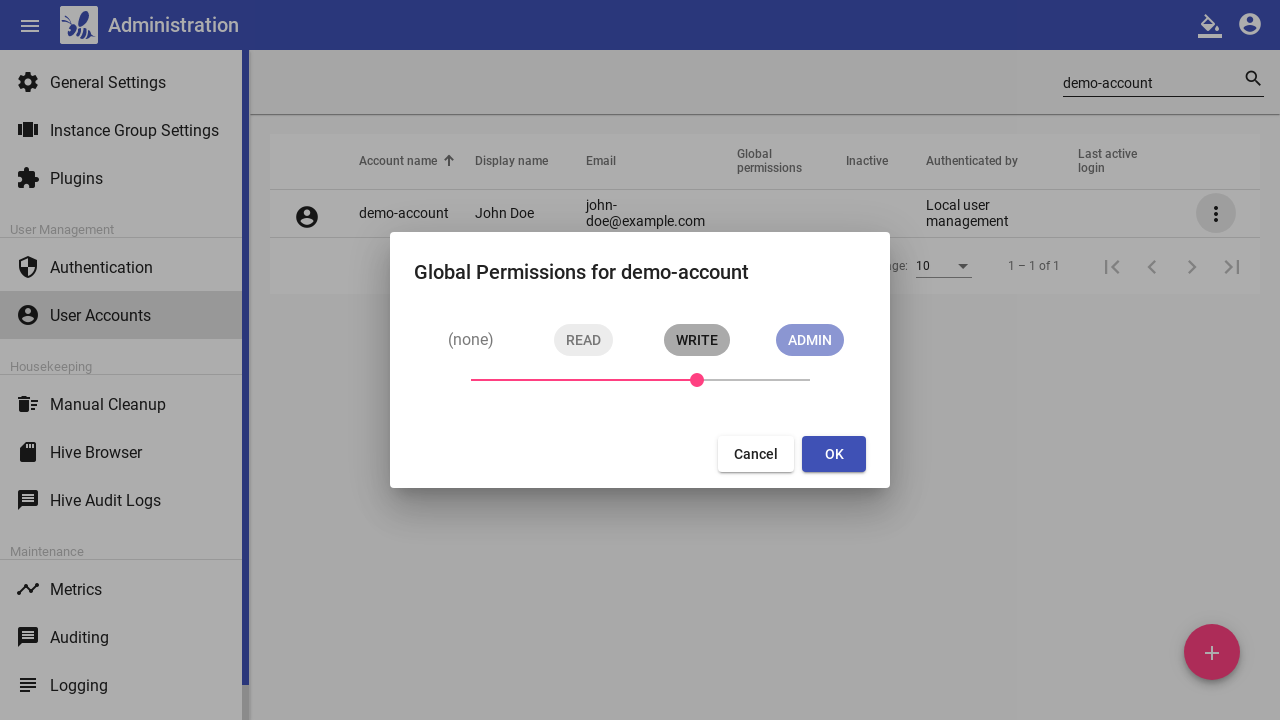 Administration
General Settings
Instance Group Settings
Plugins
User Management
Authentication
User Accounts
Housekeeping
Manual Cleanup
Hive Browser
Hive Audit Logs
Maintenance
Metrics
Auditing
Logging
demo-account
Account name
Display name
Email
Global
permissions
Inactive
Authenticated by
Last active
login
demo-account
John Doe
john-
doe@example.com
Local user
management
10
1 – 1 of 1
Global Permissions for demo-account
(none)
READ
WRITE
ADMIN
Cancel
OK